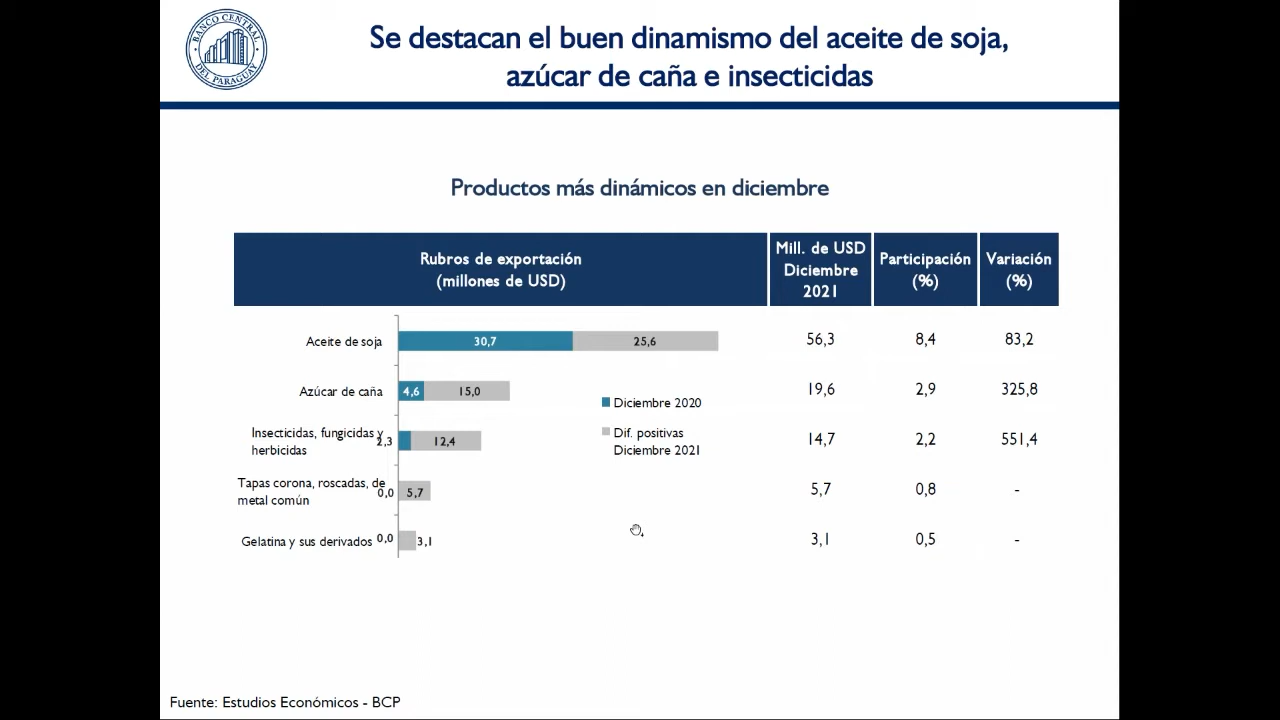 BANCO CENTRAL
DEL PARAGUAY
Se destacan el buen dinamismo del aceite de soja,
azúcar de caña e insecticidas
Productos más dinámicos en diciembre
Rubros de exportación
(millones de USD)
Mill. de USD
Diciembre
2021
Participación
(%)
Variación
(%)
Aceite de soja 30,7 25,6 56,3 8,4 83,2
Azúcar de caña 4,6 15,0 19,6 2,9 325,8
Insecticidas, fungicidas y
herbicidas
2,3 12,4 14,7 2,2 551,4
Tapas corona, roscadas, de
metal común
0,0 5,7 5,7 0,8 -
Gelatina y sus derivados 0,0 3,1 3,1 0,5 -
Diciembre 2020
Dif. positivas
Diciembre 2021
Fuente: Estudios Económicos - BCP